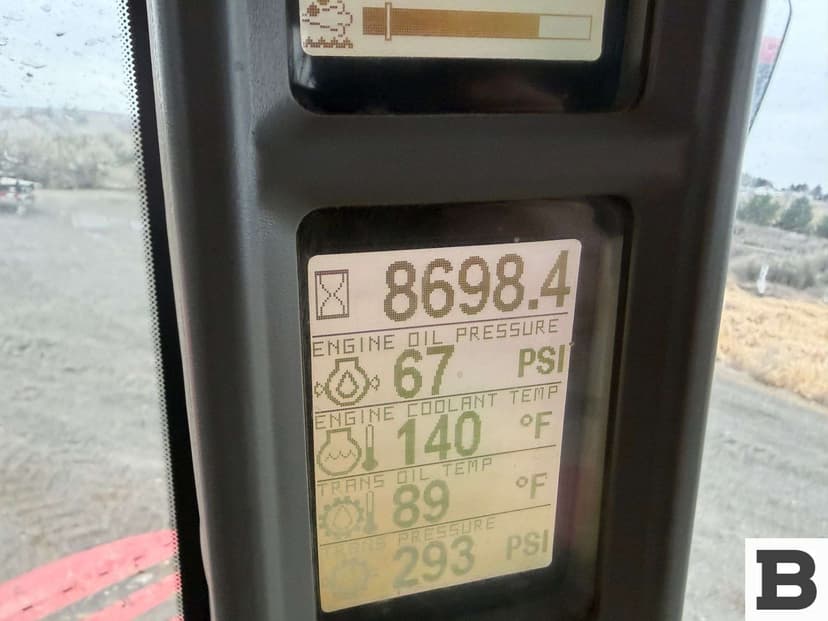 8698.4
ENGINE OIL PRESSURE
67 PSI
ENGINE COOLANT TEMP
140 °F
TRANS OIL TEMP
89 °F
TRANS PRESSURE
293 PSI
B